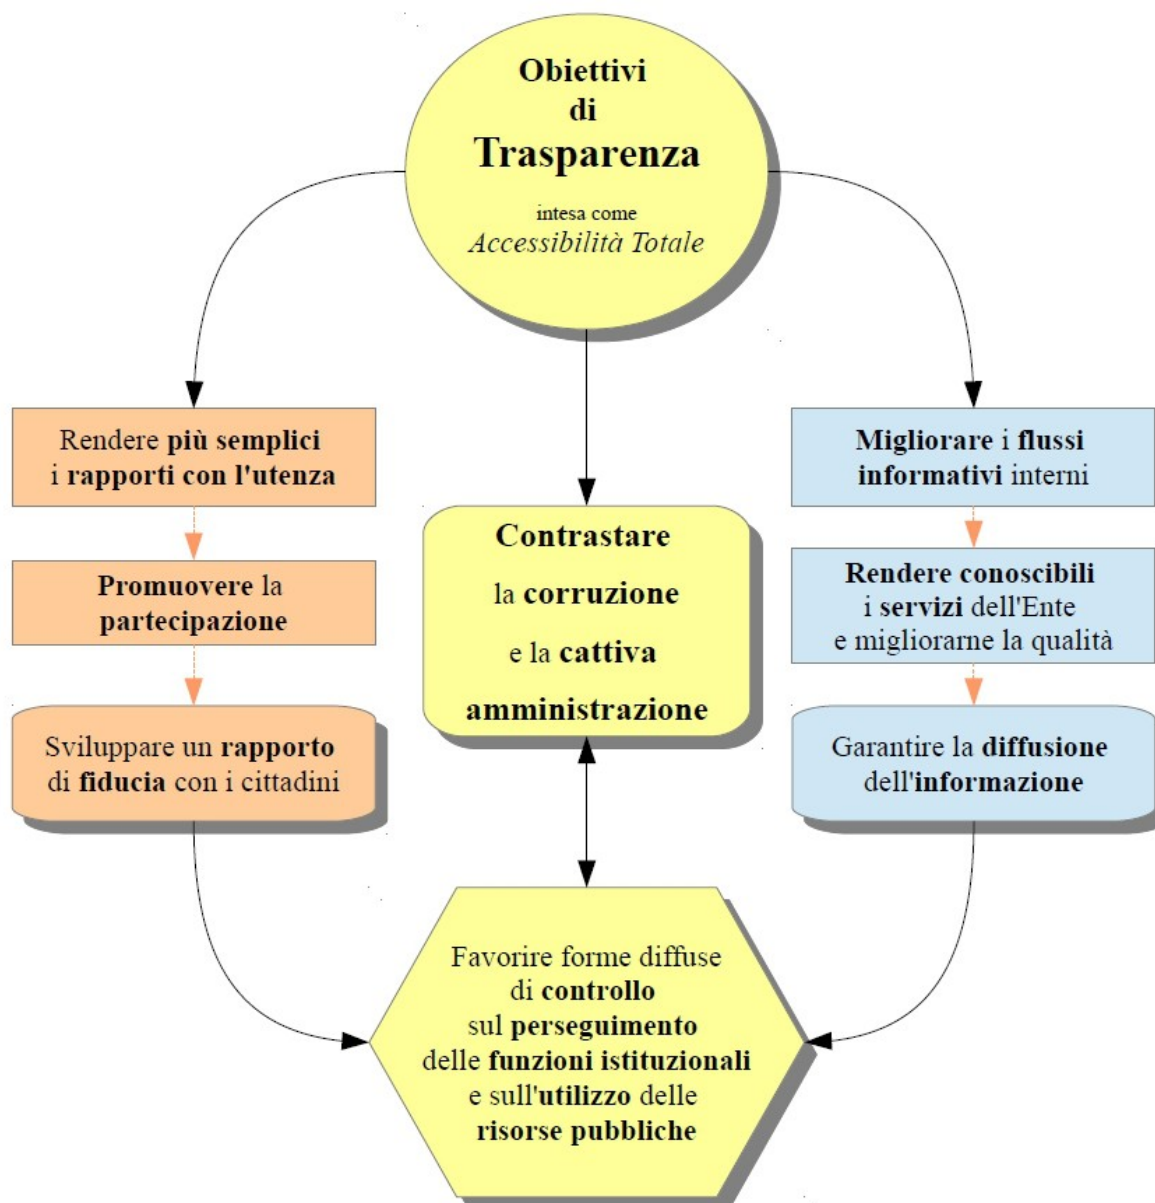 Obiettivi
di
Trasparenza
intesa come
Accessibilità Totale
Rendere più semplici
i rapporti con l'utenza
Promuovere la
partecipazione
Sviluppare un rapporto
di fiducia con i cittadini
Contrastare
la corruzione
e la cattiva
amministrazione
Migliorare i flussi
informativi interni
Rendere conoscibili
i servizi dell'Ente
e migliorarne la qualità
Garantire la diffusione
dell'informazione
Favorire forme diffuse
di controllo
sul perseguimento
delle funzioni istituzionali
e sull'utilizzo delle
risorse pubbliche